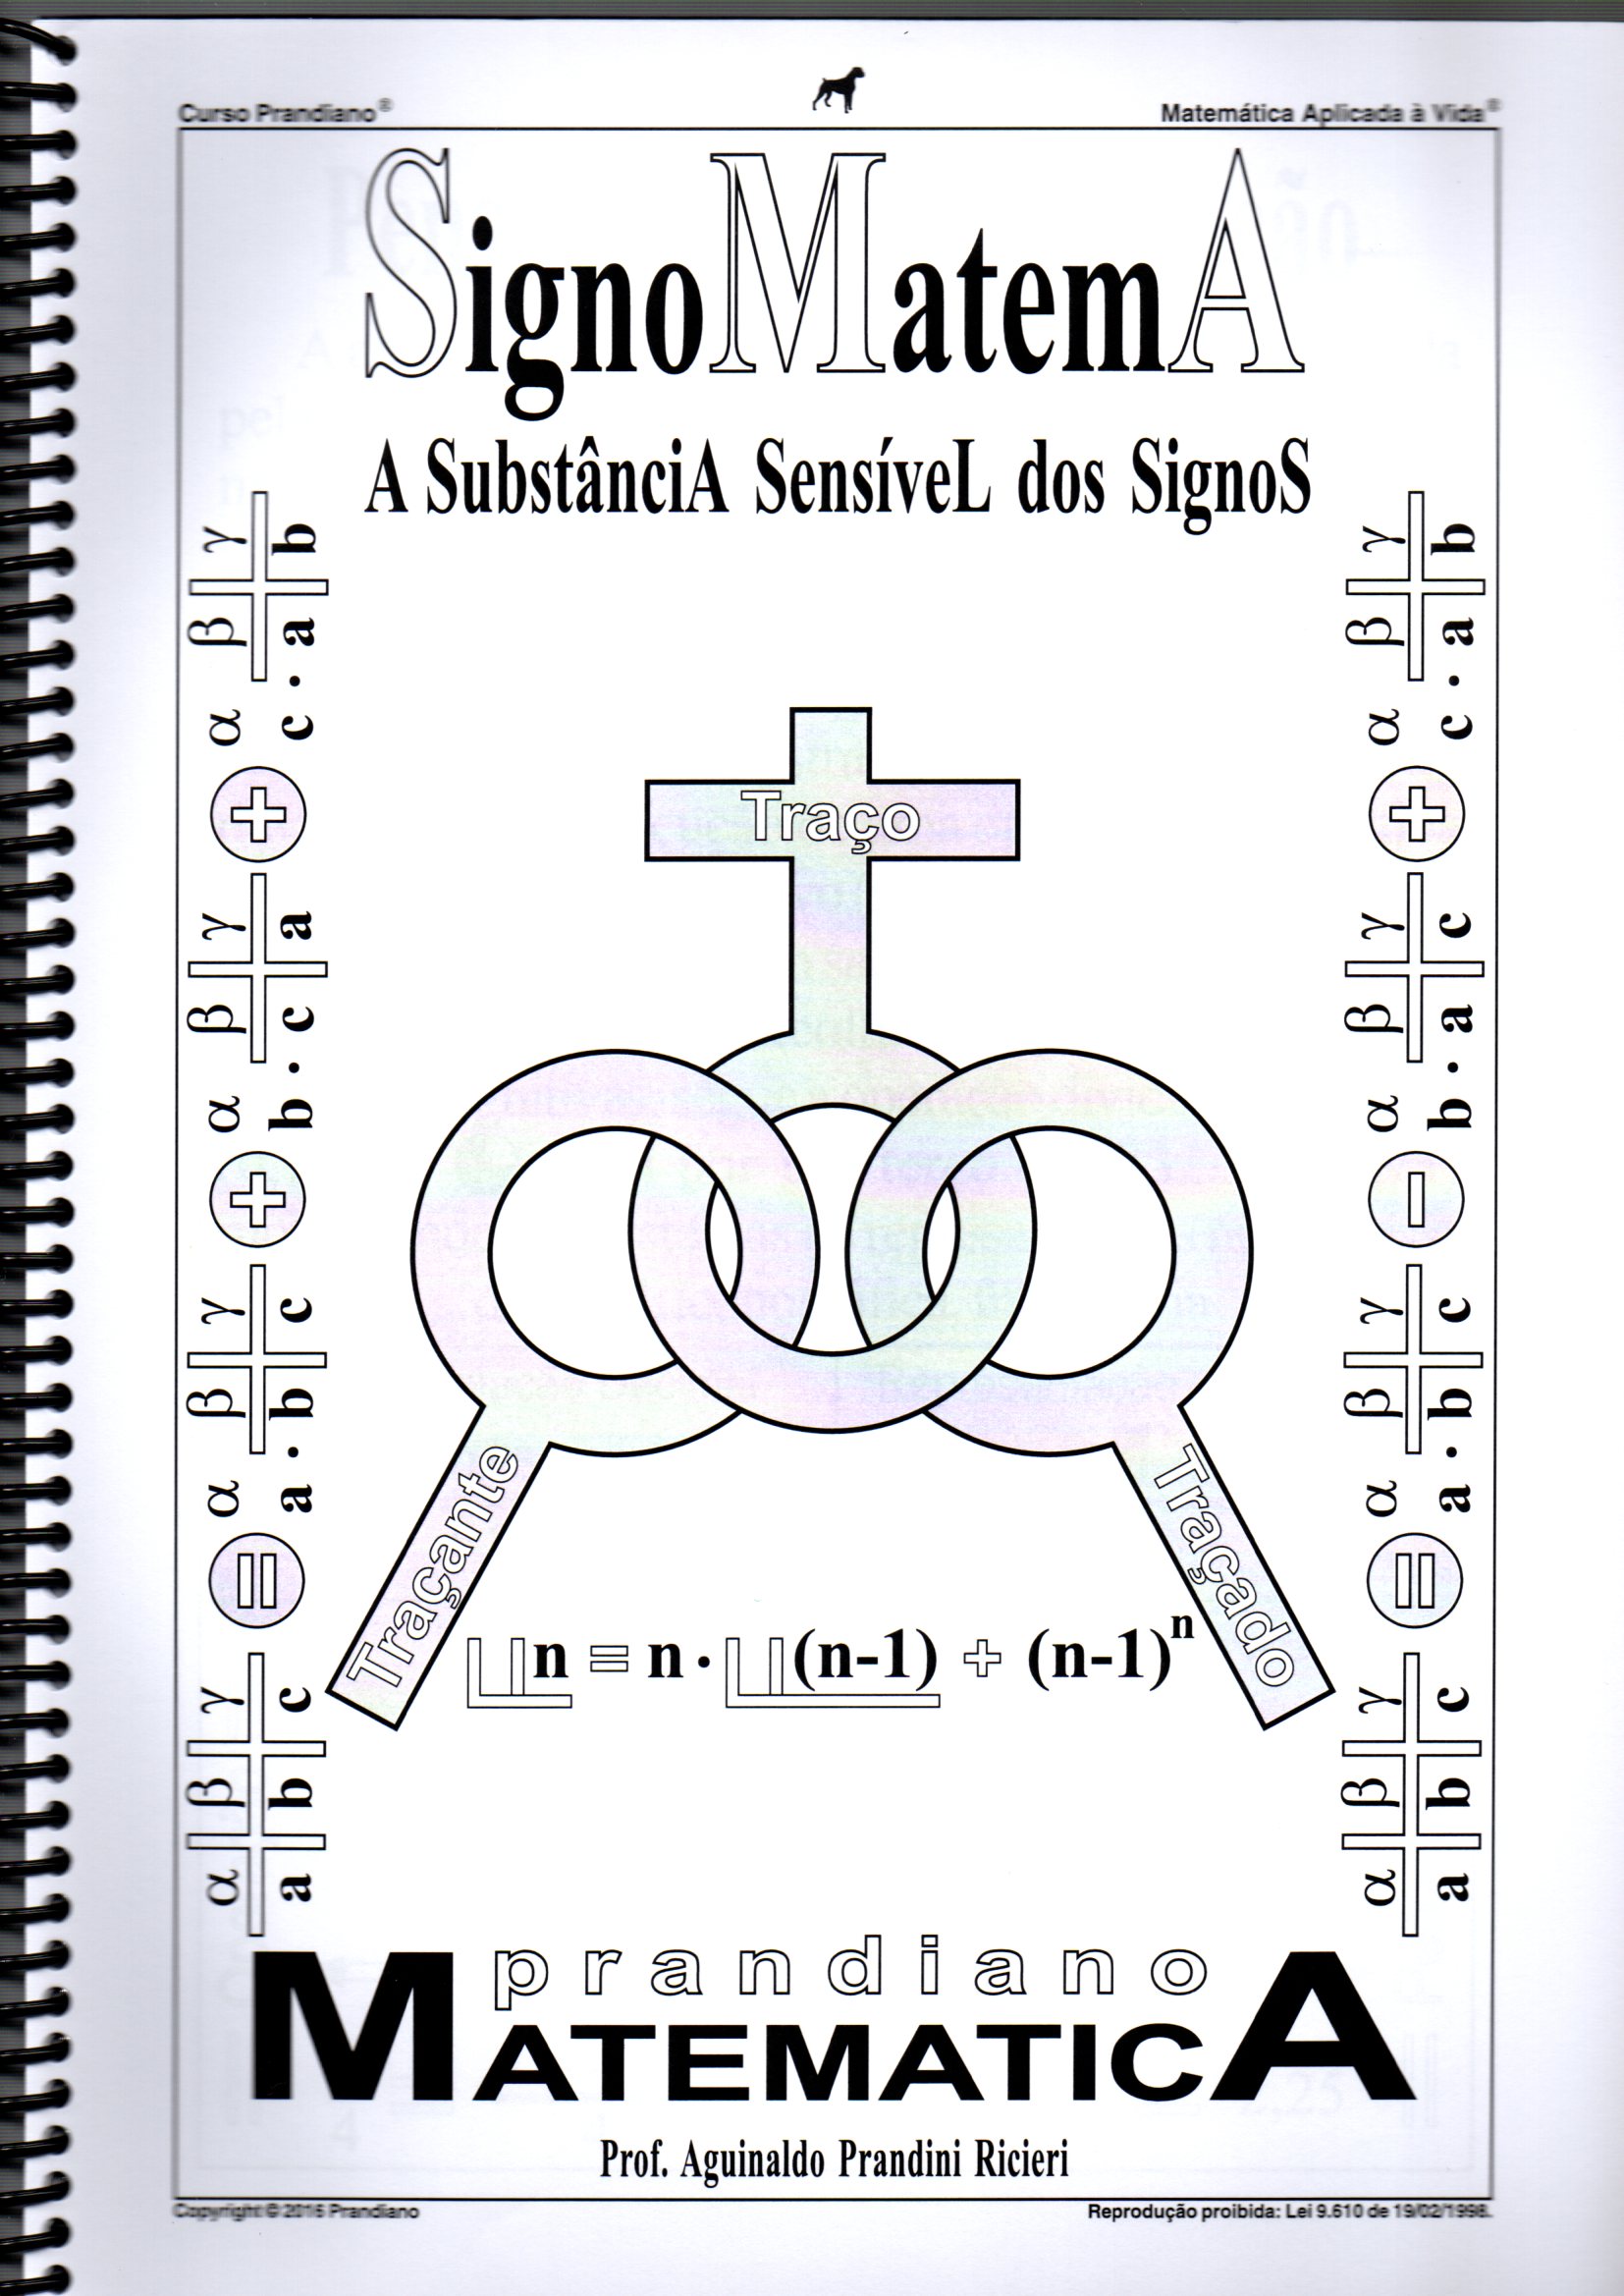 Curso Prandiano® Matemática Aplicada à Vida®
SignoMatemA
A SubstânciA SensíveL dos SignoS
α β γ
a b c
=
α β γ
a · b c
+
α β γ
b · c a
+
α β γ
c · a b
α β γ
a b c
=
α β γ
a · b c
−
α β γ
b · a c
+
α β γ
c · a b
Traço
Traçante
Traçado
n = n · (n-1) + (n-1)ⁿ
prandiano
MATEMATICA
Prof. Aguinaldo Prandini Ricieri
Copyright © 2016 Prandiano Reprodução proibida: Lei 9.610 de 19/02/1998.